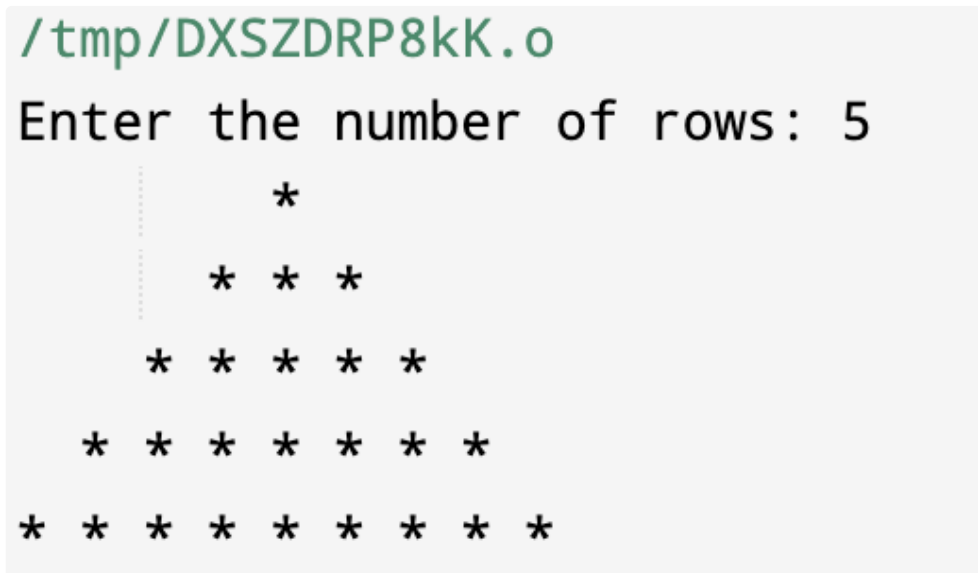 /tmp/DXSZDRP8kK.o
Enter the number of rows: 5
        *
      * * *
    * * * * *
  * * * * * * *
* * * * * * * * *